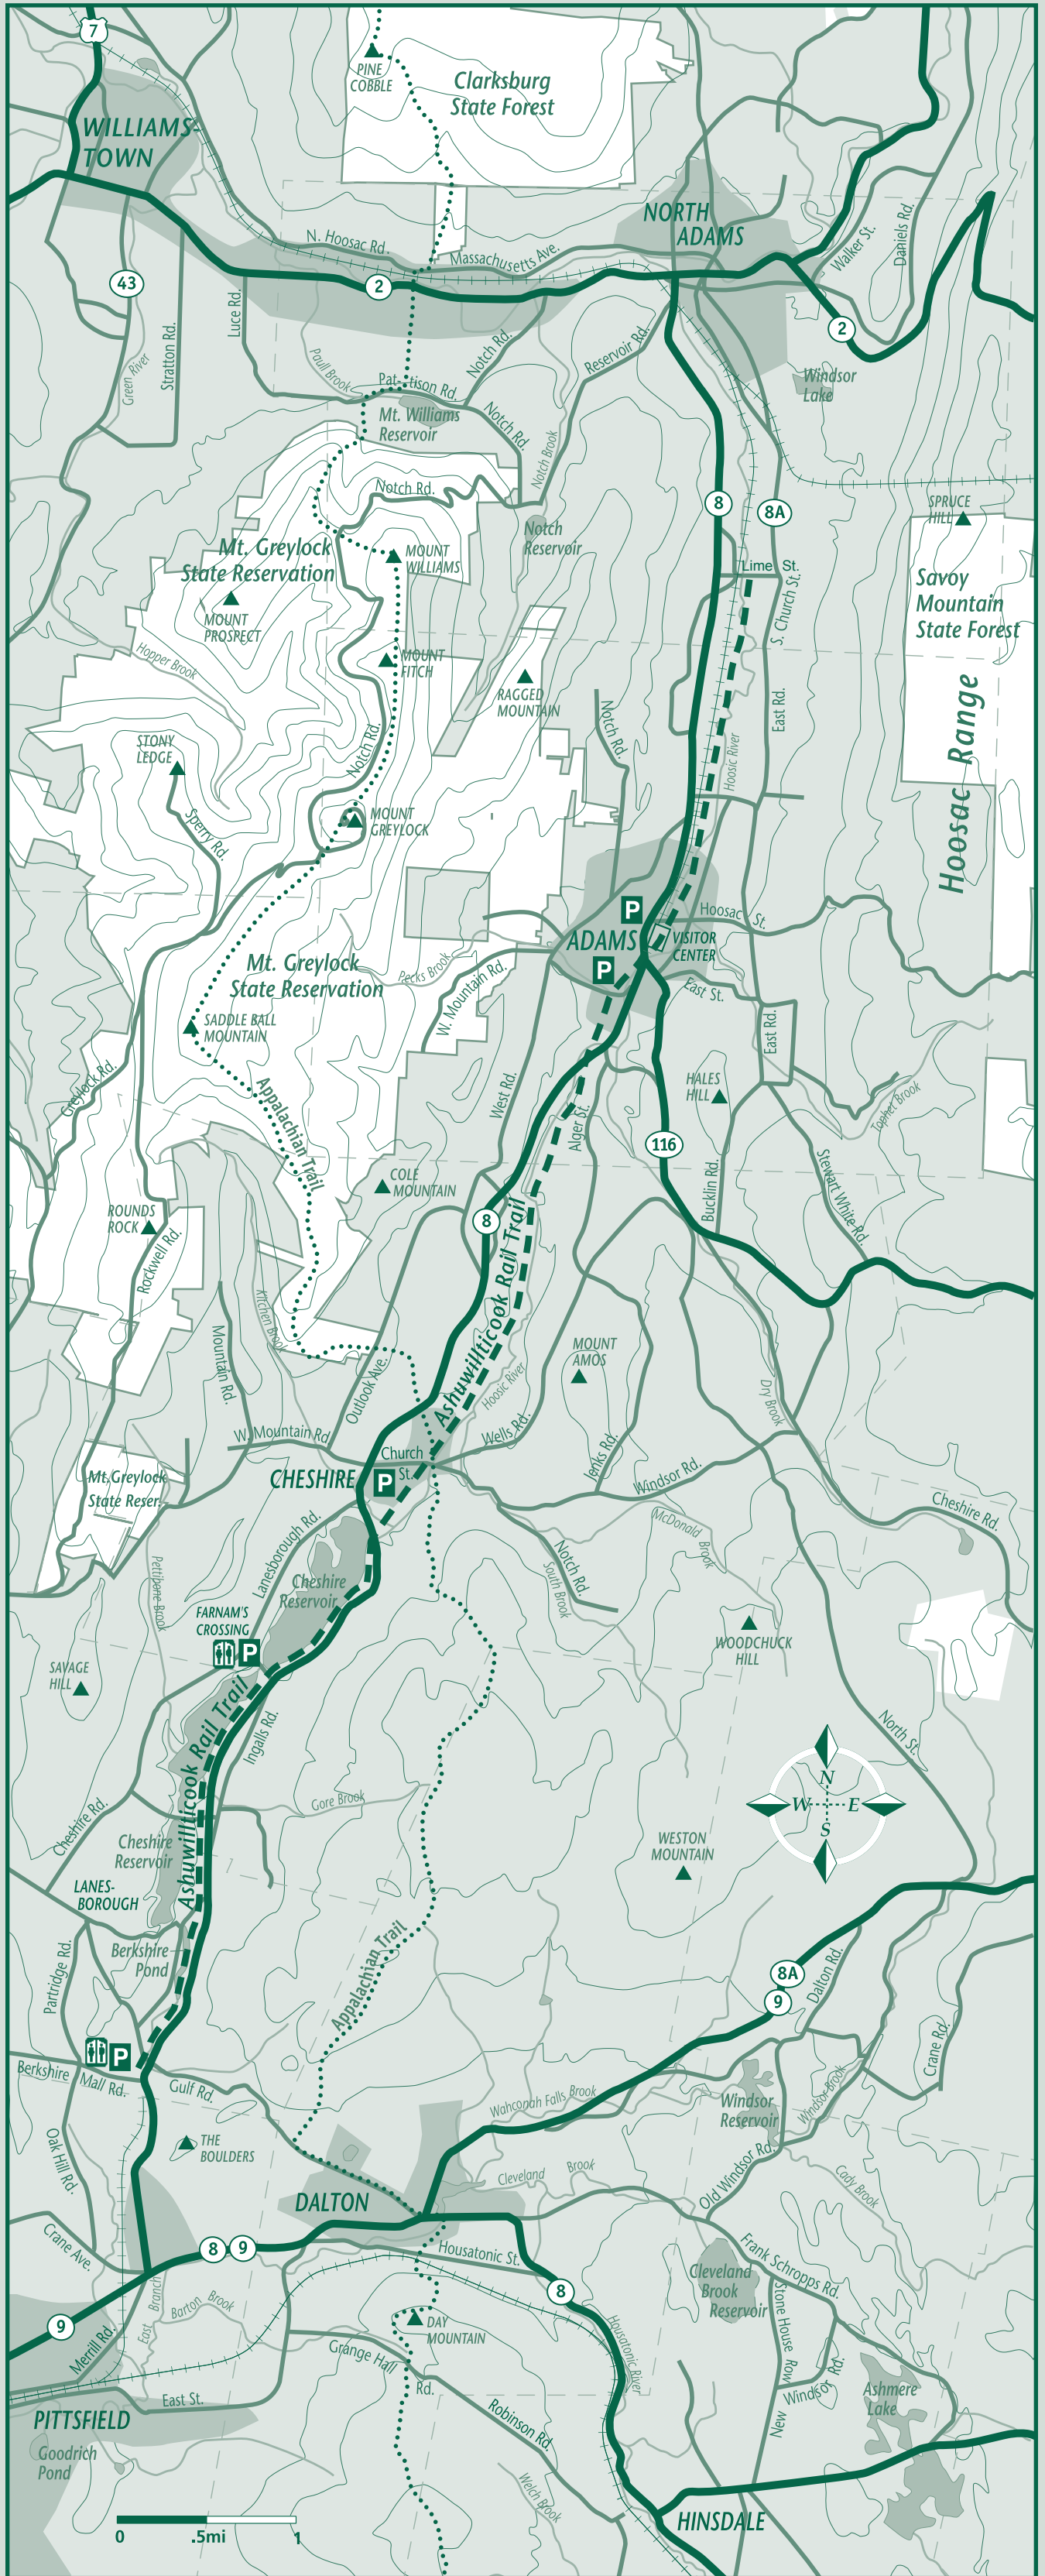 7
PINE
COBBLE
Clarksburg
State Forest
WILLIAMS-
TOWN
NORTH
ADAMS
N. Hoosac Rd.
Massachusetts Ave.
Walker St.
Daniels Rd.
43
2
2
Luce Rd.
Stratton Rd.
Green River
Paull Brook
Notch Rd.
Reservoir Rd.
Pattison Rd.
Windsor
Lake
Mt. Williams
Reservoir
Notch Rd.
Notch Brook
Notch Rd.
8
8A
SPRUCE
HILL
Notch
Reservoir
Mt. Greylock
State Reservation
MOUNT
WILLIAMS
Lime St.
Savoy
Mountain
State Forest
MOUNT
PROSPECT
S. Church St.
Hopper Brook
MOUNT
FITCH
RAGGED
MOUNTAIN
Hoosac Range
East Rd.
STONY
LEDGE
Notch Rd.
Notch Rd.
Hoosic River
Sperry Rd.
MOUNT
GREYLOCK
P
Hoosac St.
ADAMS
VISITOR
CENTER
P
Mt. Greylock
State Reservation
Pecks Brook
W. Mountain Rd.
East St.
SADDLE BALL
MOUNTAIN
East Rd.
Greylock Rd.
Appalachian Trail
West Rd.
HALES
HILL
Tophet Brook
Alger St.
116
COLE
MOUNTAIN
Bucklin Rd.
Stewart White Rd.
ROUNDS
ROCK
8
Rockwell Rd.
Ashuwillticook Rail Trail
Kitchen Brook
Mountain Rd.
MOUNT
AMOS
Outlook Ave.
Hoosic River
Dry Brook
W. Mountain Rd
Wells Rd.
Church
St.
Jenks Rd.
CHESHIRE
P
Windsor Rd.
Mt. Greylock
State Reser.
Cheshire Rd.
Lanesborough Rd.
McDonald Brook
Pettibone Brook
Notch Rd.
South Brook
Cheshire
Reservoir
FARNAM'S
CROSSING
P
WOODCHUCK
HILL
SAVAGE
HILL
Ashuwillticook Rail Trail
Ingalls Rd.
North St.
N
W
E
S
Gore Brook
Cheshire Rd.
Cheshire
Reservoir
WESTON
MOUNTAIN
LANES-
BOROUGH
Appalachian Trail
Berkshire
Pond
Partridge Rd.
8A
9
Dalton Rd.
Crane Rd.
P
Berkshire
Mall Rd.
Gulf Rd.
Wahconah Falls Brook
Windsor
Reservoir
Windsor Brook
Oak Hill Rd.
THE
BOULDERS
Cleveland Brook
Old Windsor Rd.
Cady Brook
DALTON
Crane Ave.
8
9
Housatonic St.
Frank Schropps Rd.
Cleveland
Brook
Reservoir
8
East Branch
Barton Brook
9
Merrill Rd.
DAY
MOUNTAIN
Stone House Row
Housatonic River
Grange Hall
Rd.
New Windsor Rd.
Ashmere
Lake
East St.
PITTSFIELD
Robinson Rd.
Goodrich
Pond
Welch Brook
0
.5mi
1
HINSDALE